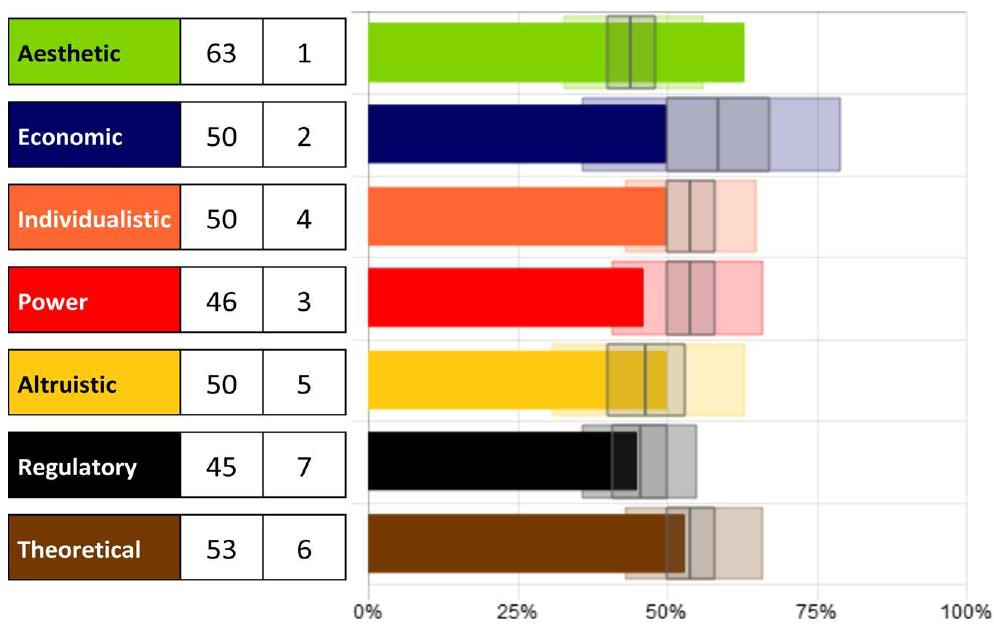 Aesthetic 63 1
Economic 50 2
Individualistic 50 4
Power 46 3
Altruistic 50 5
Regulatory 45 7
Theoretical 53 6
0% 25% 50% 75% 100%